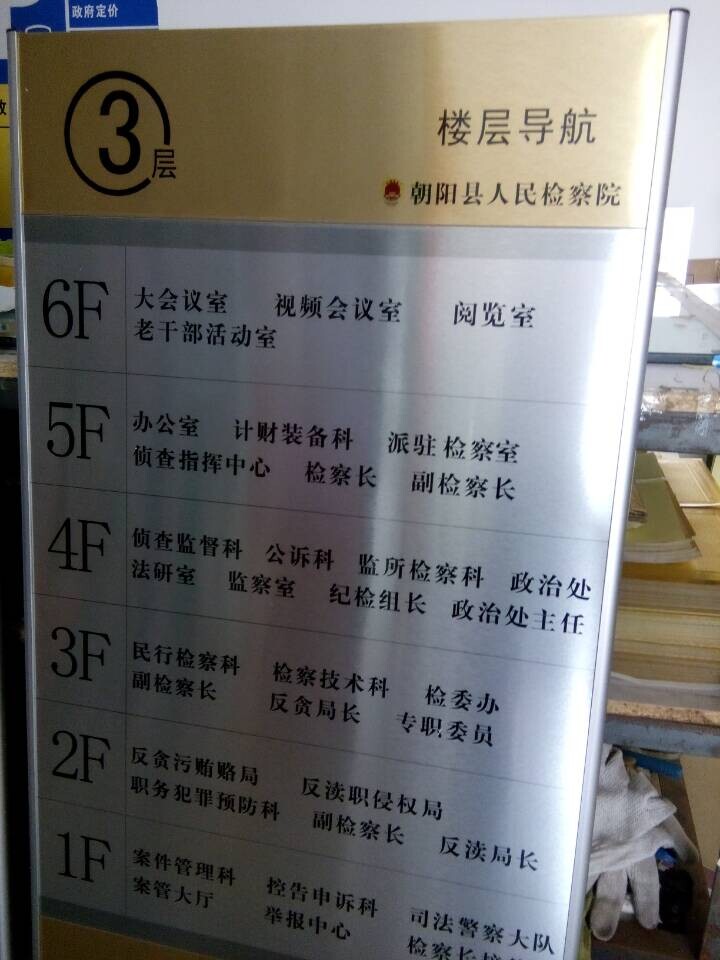 政府定价
3层
楼层导航
朝阳县人民检察院
6F
大会议室 视频会议室 阅览室
老干部活动室
5F
办公室 计财装备科 派驻检察室
侦查指挥中心 检察长 副检察长
4F
侦查监督科 公诉科 监所检察科 政治处
法研室 监察室 纪检组长 政治处主任
3F
民行检察科 检察技术科 检委办
副检察长 反贪局长 专职委员
2F
反贪污贿赂局 反渎职侵权局
职务犯罪预防科 副检察长 反渎局长
1F
案件管理科 控告申诉科 司法警察大队
案管大厅 举报中心 检察长接